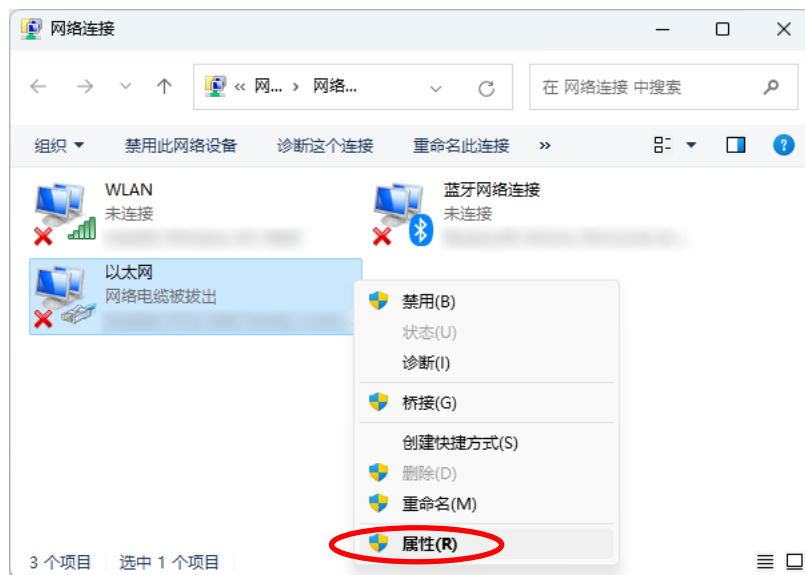 网络连接
« 网... › 网络...
在 网络连接 中搜索
组织 禁用此网络设备 诊断这个连接 重命名此连接 »
WLAN
未连接
蓝牙网络连接
未连接
以太网
网络电缆被拔出
禁用(B)
状态(U)
诊断(I)
桥接(G)
创建快捷方式(S)
删除(D)
重命名(M)
属性(R)
3 个项目 选中 1 个项目